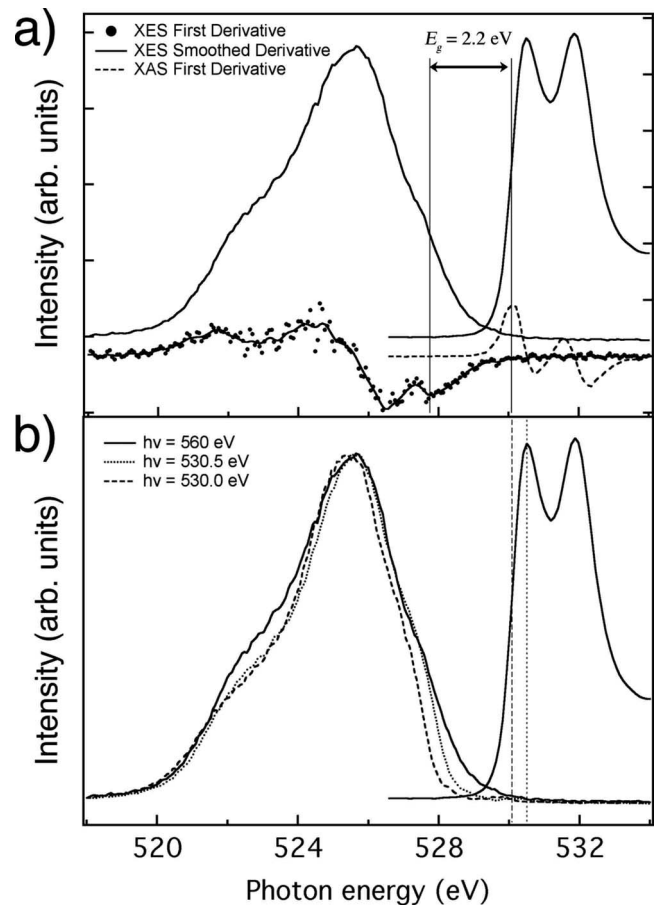 a)
XES First Derivative
XES Smoothed Derivative
XAS First Derivative
E_g = 2.2 eV
Intensity (arb. units)
b)
hν = 560 eV
hν = 530.5 eV
hν = 530.0 eV
Intensity (arb. units)
520 524 528 532
Photon energy (eV)